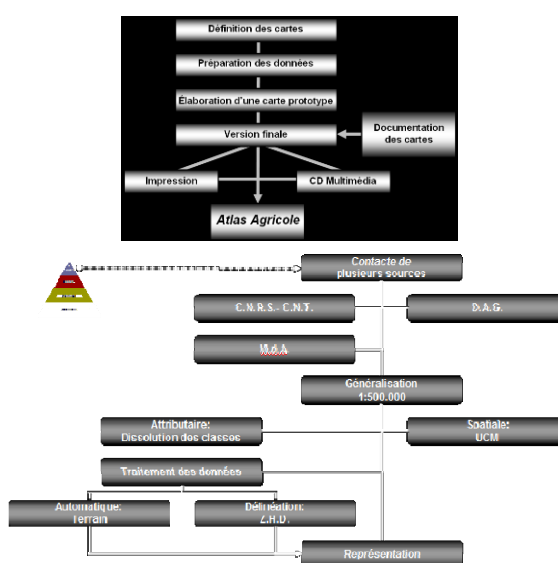 Définition des cartes
Préparation des données
Élaboration d'une carte prototype
Version finale
Documentation
des cartes
Impression
CD Multimédia
Atlas Agricole
Contacte de
plusieurs sources
C.N.R.S.- C.N.T.
D.A.G.
M.d.A
Généralisation
1:500.000
Attributaire:
Dissolution des classes
Spatiale:
UCM
Traitement des données
Automatique:
Terrain
Délinéation:
Z.H.D.
Représentation